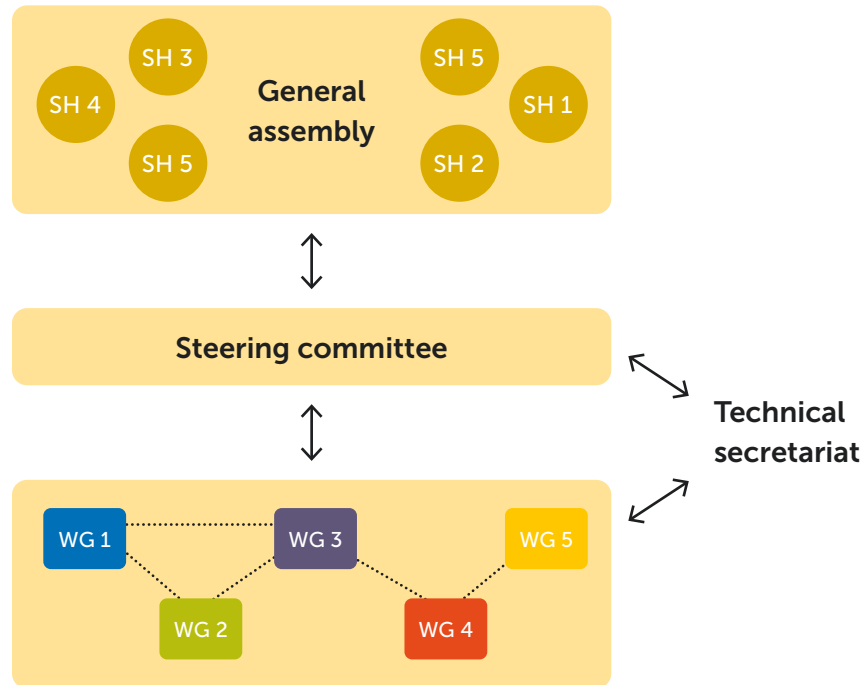 SH 3
SH 5
SH 4
General
assembly
SH 1
SH 5
SH 2
Steering committee
Technical
secretariat
WG 1
WG 3
WG 5
WG 2
WG 4